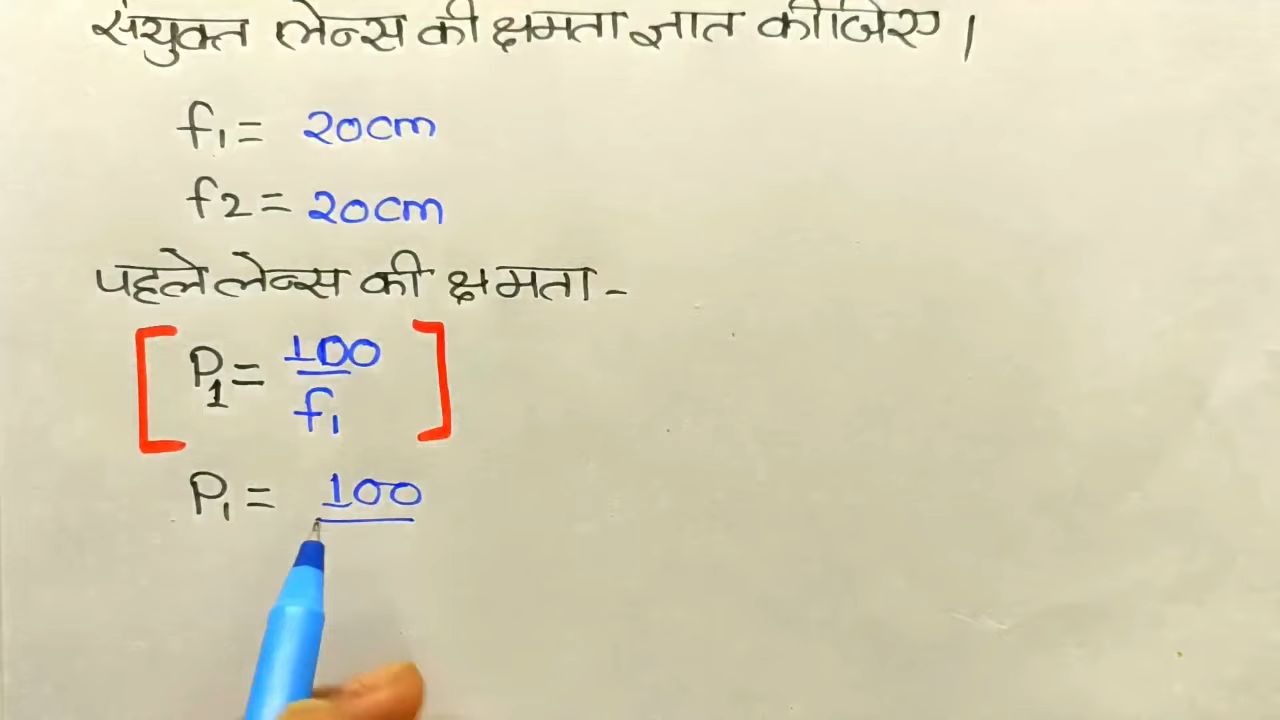 संयुक्त लेन्स की क्षमता ज्ञात कीजिए।
f₁ = 20cm
f2 = 20cm
पहले लेन्स की क्षमता -
[P₁ = 100/f₁]
P₁ = 100